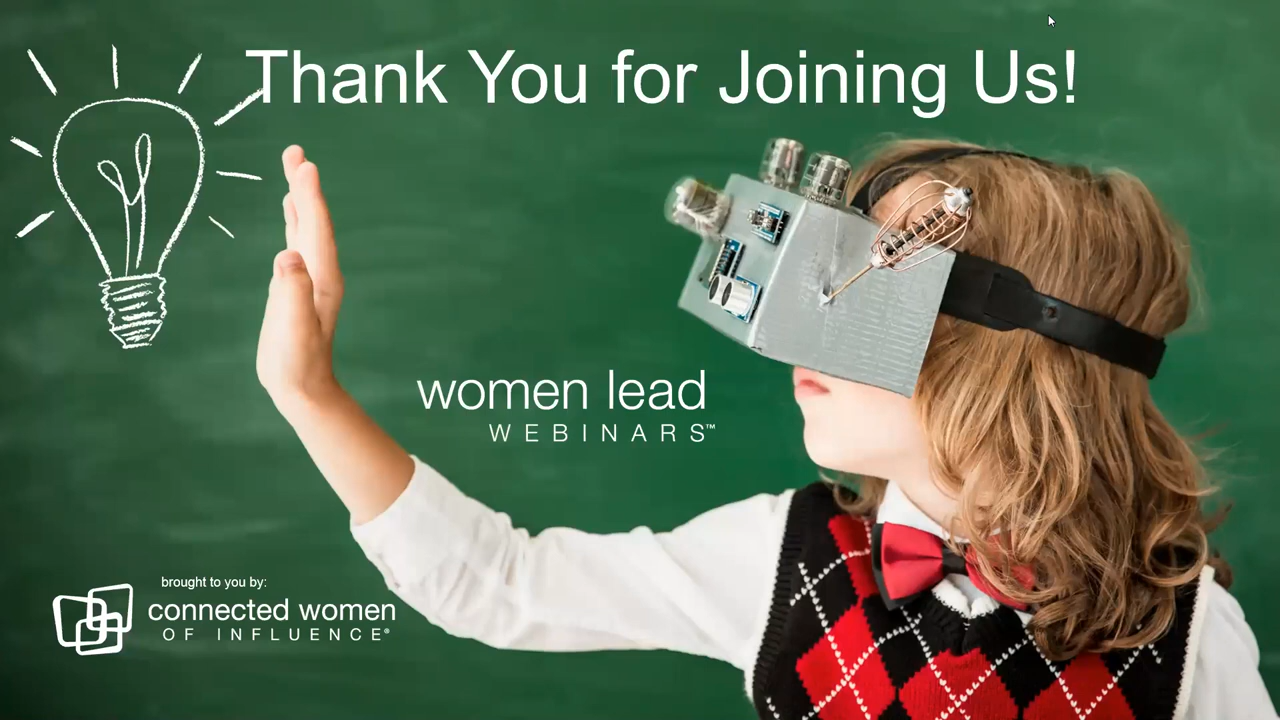 Thank You for Joining Us!
women lead
WEBINARS™
brought to you by:
connected women
OF INFLUENCE®